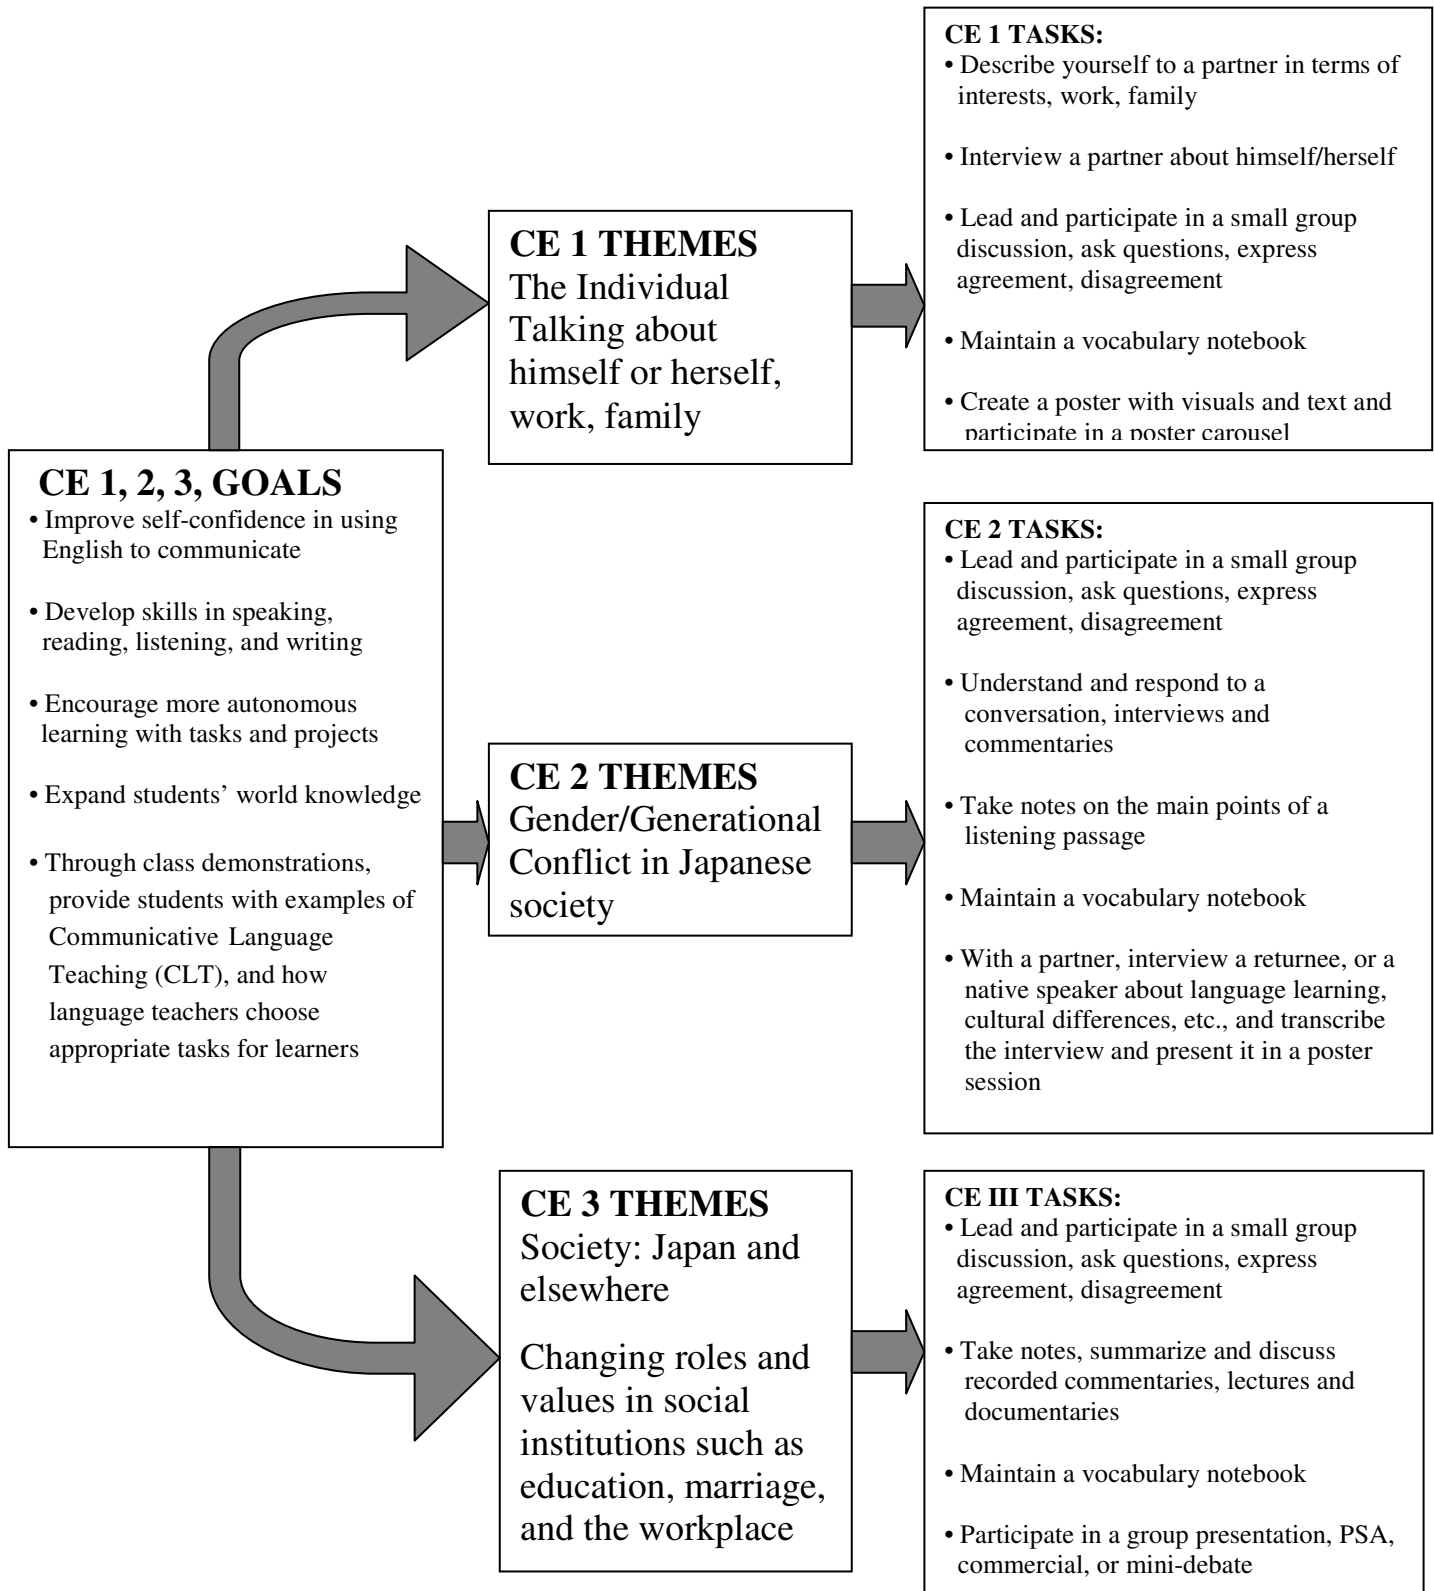 CE 1, 2, 3, GOALS
• Improve self-confidence in using
English to communicate
• Develop skills in speaking,
reading, listening, and writing
• Encourage more autonomous
learning with tasks and projects
• Expand students’ world knowledge
• Through class demonstrations,
provide students with examples of
Communicative Language
Teaching (CLT), and how
language teachers choose
appropriate tasks for learners
CE 1 THEMES
The Individual
Talking about
himself or herself,
work, family
CE 1 TASKS:
• Describe yourself to a partner in terms of
interests, work, family
• Interview a partner about himself/herself
• Lead and participate in a small group
discussion, ask questions, express
agreement, disagreement
• Maintain a vocabulary notebook
• Create a poster with visuals and text and
participate in a poster carousel
CE 2 THEMES
Gender/Generational
Conflict in Japanese
society
CE 2 TASKS:
• Lead and participate in a small group
discussion, ask questions, express
agreement, disagreement
• Understand and respond to a
conversation, interviews and
commentaries
• Take notes on the main points of a
listening passage
• Maintain a vocabulary notebook
• With a partner, interview a returnee, or a
native speaker about language learning,
cultural differences, etc., and transcribe
the interview and present it in a poster
session
CE 3 THEMES
Society: Japan and
elsewhere
Changing roles and
values in social
institutions such as
education, marriage,
and the workplace
CE III TASKS:
• Lead and participate in a small group
discussion, ask questions, express
agreement, disagreement
• Take notes, summarize and discuss
recorded commentaries, lectures and
documentaries
• Maintain a vocabulary notebook
• Participate in a group presentation, PSA,
commercial, or mini-debate